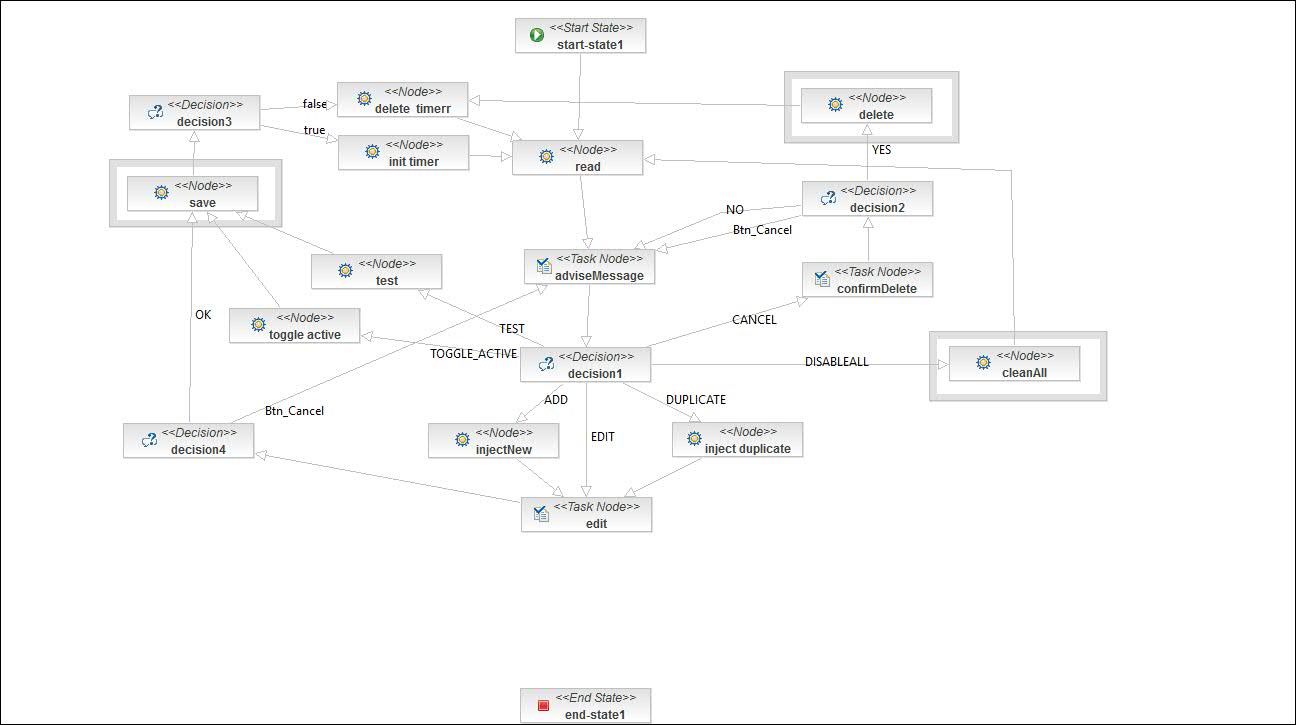 <<Start State>>
start-state1
<<Node>>
delete timerr
<<Node>>
delete
<<Decision>>
decision3
false
true
<<Node>>
init timer
<<Node>>
read
YES
<<Node>>
save
<<Decision>>
decision2
NO
Btn_Cancel
<<Task Node>>
adviseMessage
<<Node>>
test
<<Task Node>>
confirmDelete
OK
<<Node>>
toggle active
TEST
CANCEL
TOGGLE_ACTIVE
<<Decision>>
decision1
DISABLEALL
<<Node>>
cleanAll
ADD
DUPLICATE
Btn_Cancel
<<Decision>>
decision4
<<Node>>
injectNew
EDIT
<<Node>>
inject duplicate
<<Task Node>>
edit
<<End State>>
end-state1